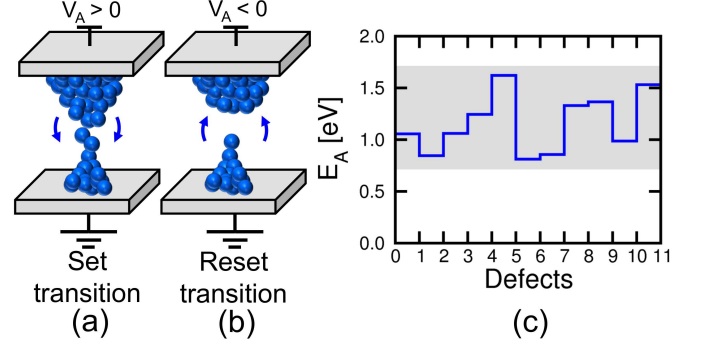 V_A > 0
V_A < 0
Set
transition
(a)
Reset
transition
(b)
E_A [eV]
2.0
1.5
1.0
0.5
0.0
0 1 2 3 4 5 6 7 8 9 10 11
Defects
(c)